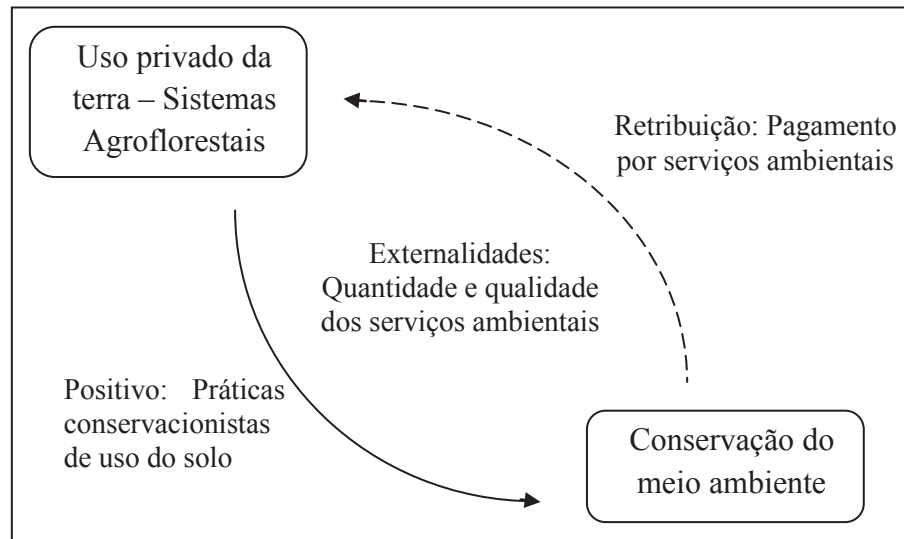 Uso privado da
terra – Sistemas
Agroflorestais
Retribuição: Pagamento
por serviços ambientais
Externalidades:
Quantidade e qualidade
dos serviços ambientais
Positivo: Práticas
conservacionistas
de uso do solo
Conservação do
meio ambiente